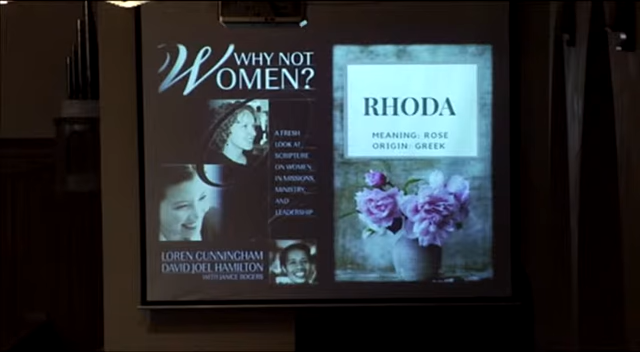 WHY NOT
WOMEN?
A FRESH
LOOK AT
SCRIPTURE
ON WOMEN
IN MISSIONS,
MINISTRY,
AND
LEADERSHIP
LOREN CUNNINGHAM
DAVID JOEL HAMILTON
WITH JANICE ROGERS
RHODA
MEANING: ROSE
ORIGIN: GREEK